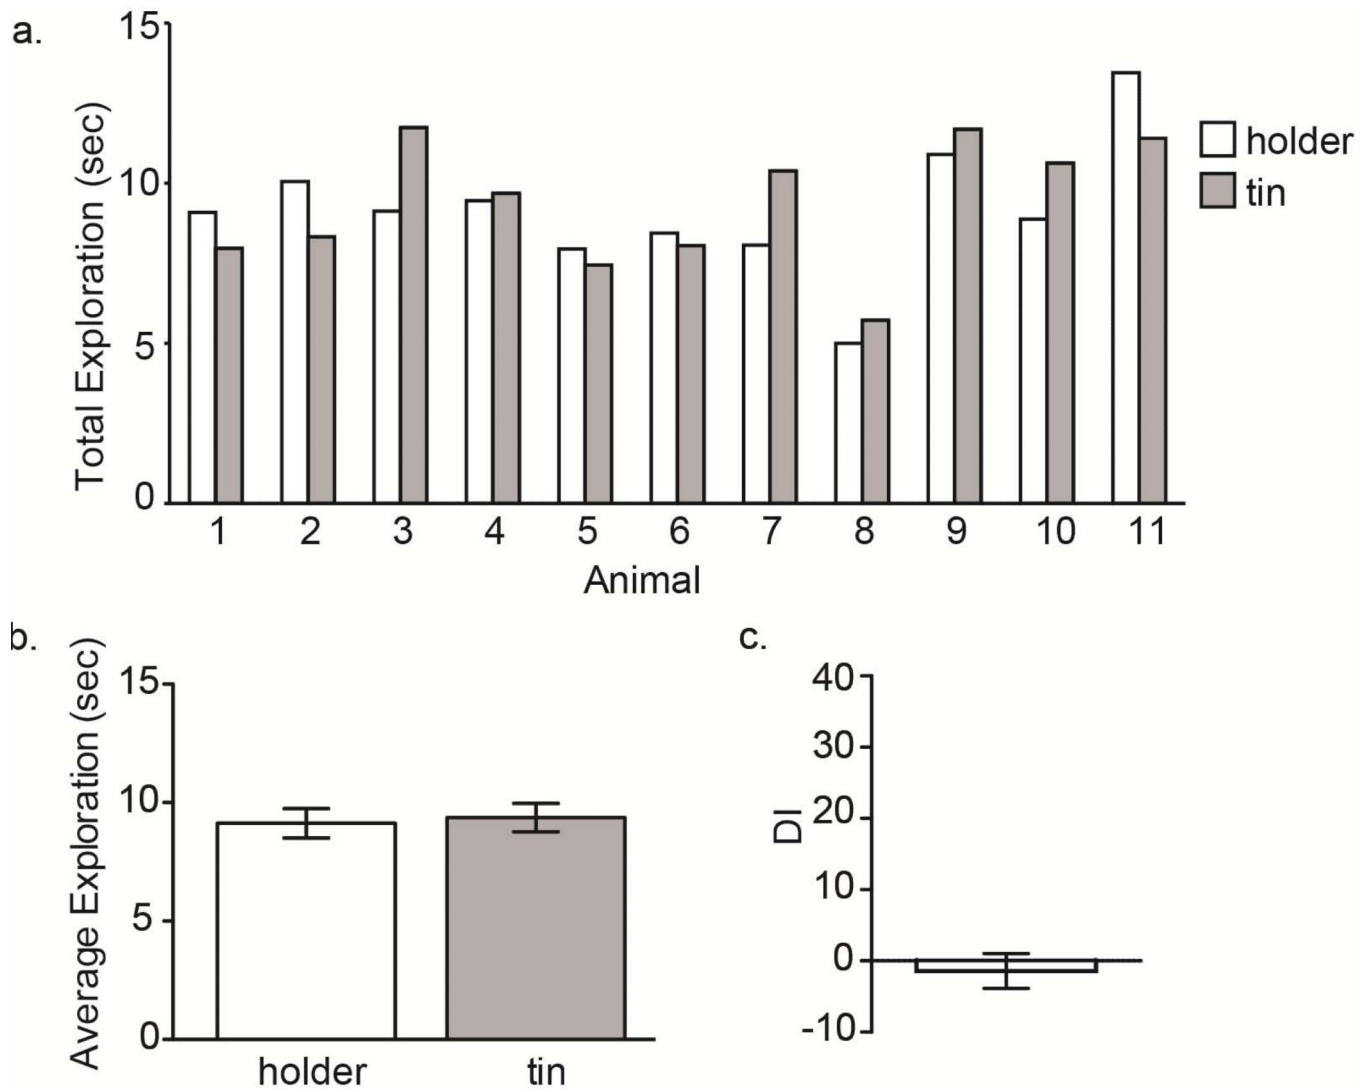 a.
Total Exploration (sec)
15
10
5
0
1 2 3 4 5 6 7 8 9 10 11
Animal
holder
tin
b.
Average Exploration (sec)
15
10
5
0
holder tin
c.
DI
40
30
20
10
0
-10